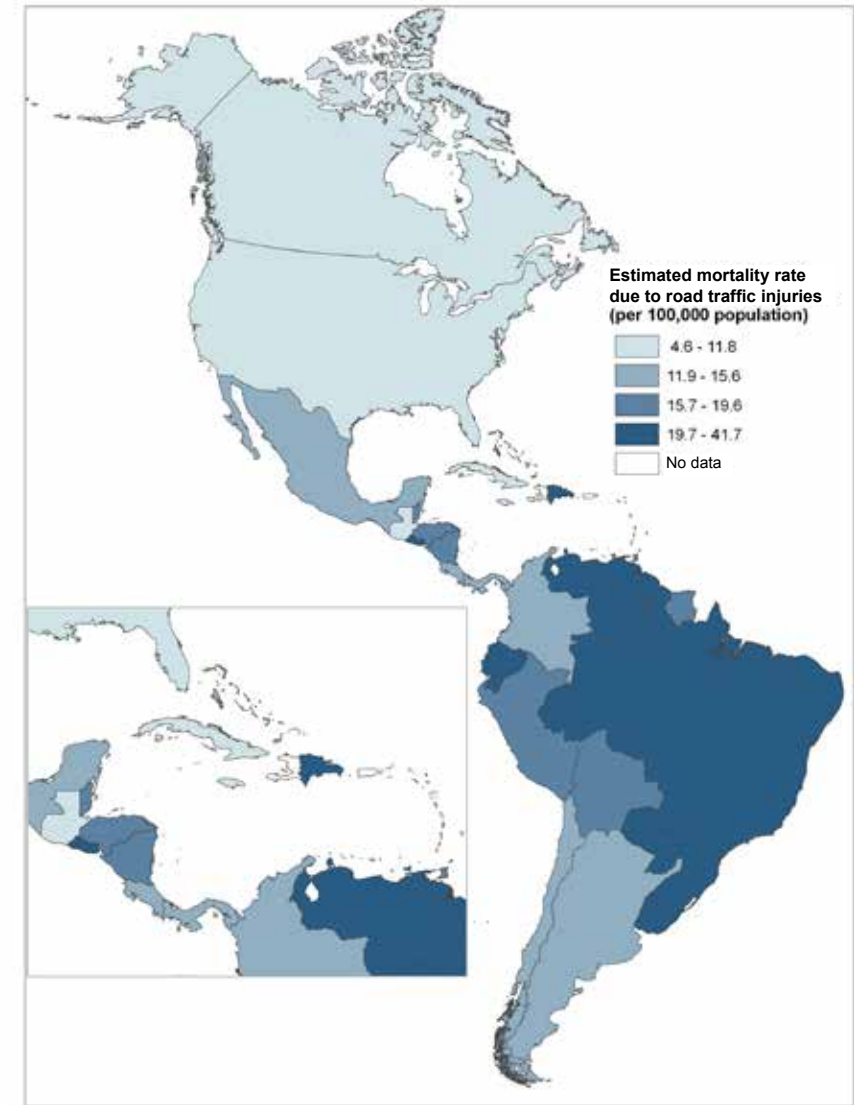 Estimated mortality rate
due to road traffic injuries
(per 100,000 population)
4.6 - 11.8
11.9 - 15.6
15.7 - 19.6
19.7 - 41.7
No data